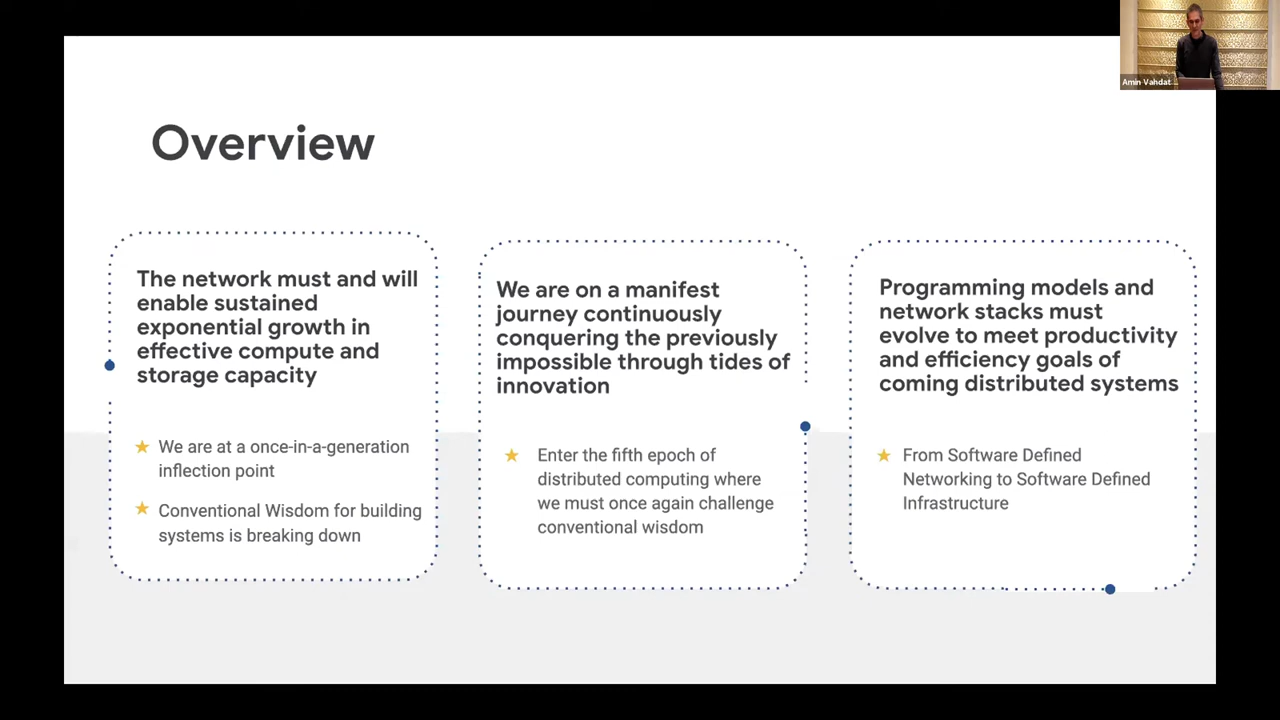 Amin Vahdat
Overview
The network must and will
enable sustained
exponential growth in
effective compute and
storage capacity
★ We are at a once-in-a-generation
inflection point
★ Conventional Wisdom for building
systems is breaking down
We are on a manifest
journey continuously
conquering the previously
impossible through tides of
innovation
★ Enter the fifth epoch of
distributed computing where
we must once again challenge
conventional wisdom
Programming models and
network stacks must
evolve to meet productivity
and efficiency goals of
coming distributed systems
★ From Software Defined
Networking to Software Defined
Infrastructure